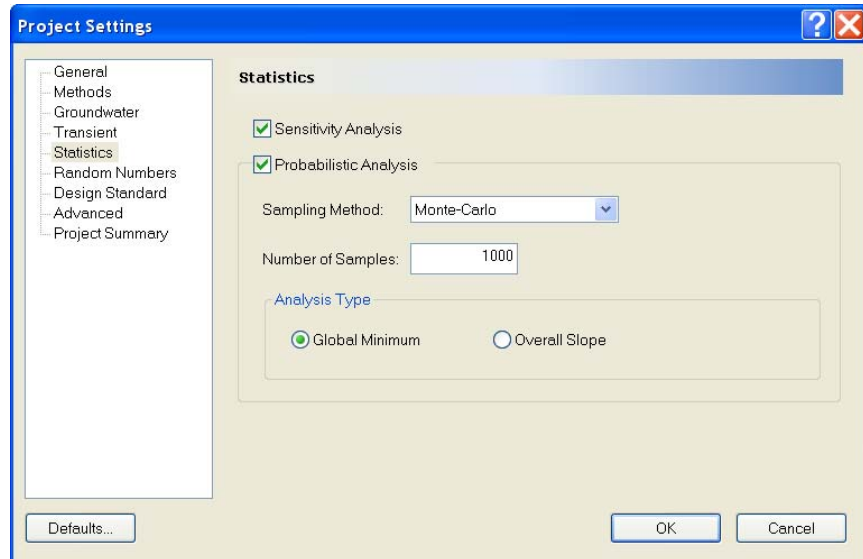 Project Settings
General
Methods
Groundwater
Transient
Statistics
Random Numbers
Design Standard
Advanced
Project Summary
Statistics
Sensitivity Analysis
Probabilistic Analysis
Sampling Method: Monte-Carlo
Number of Samples: 1000
Analysis Type
Global Minimum Overall Slope
Defaults... OK Cancel